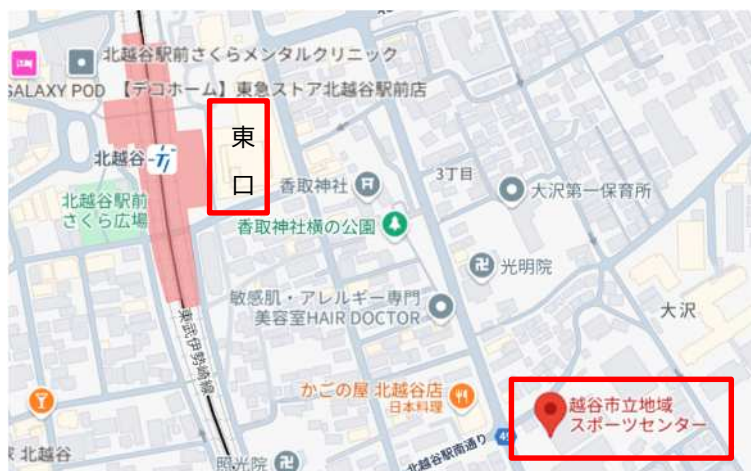 北越谷駅前さくらメンタルクリニック
GALAXY POD
【デコホーム】東急ストア北越谷駅前店
東
口
北越谷
北越谷駅前
さくら広場
香取神社
3丁目
大沢第一保育所
香取神社横の公園
光明院
敏感肌・アレルギー専門
美容室HAIR DOCTOR
大沢
東武伊勢崎線
かごの屋 北越谷店
日本料理
越谷市立地域
スポーツセンター
49
北越谷駅南通り
北越谷
照光院